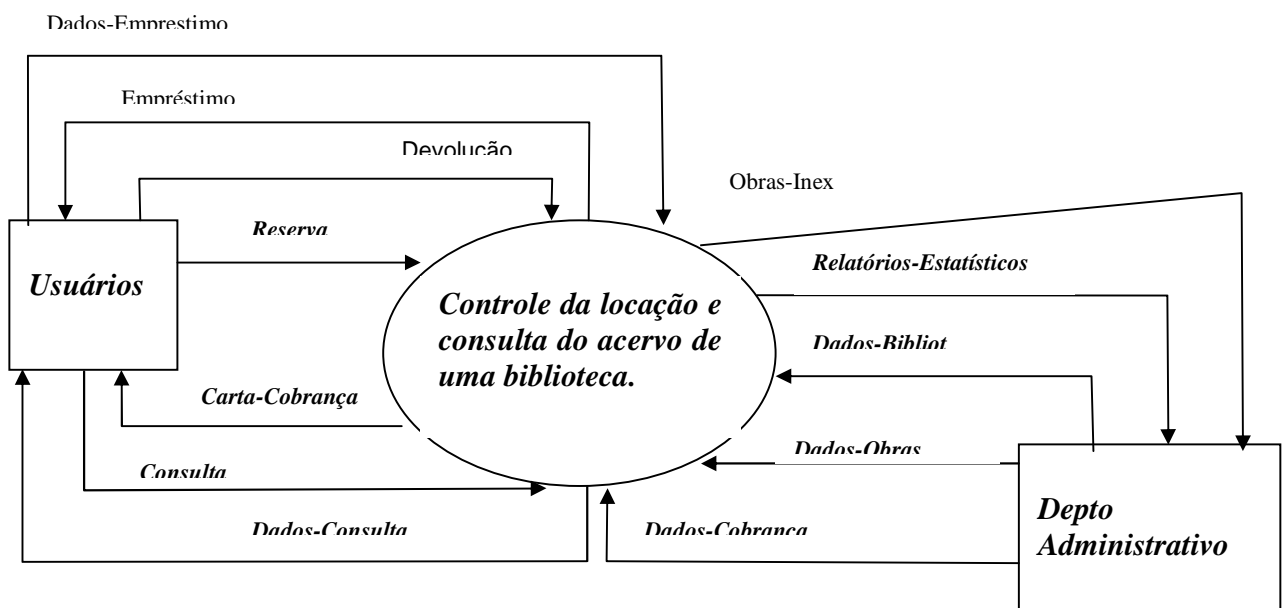 Dados-Emprestimo
Empréstimo
Devolução
Obras-Inex
Reserva
Relatórios-Estatísticos
Usuários
Controle da locação e
consulta do acervo de
uma biblioteca.
Dados-Bibliot
Carta-Cobrança
Dados-Obras
Consulta
Dados-Consulta
Dados-Cobrança
Depto
Administrativo